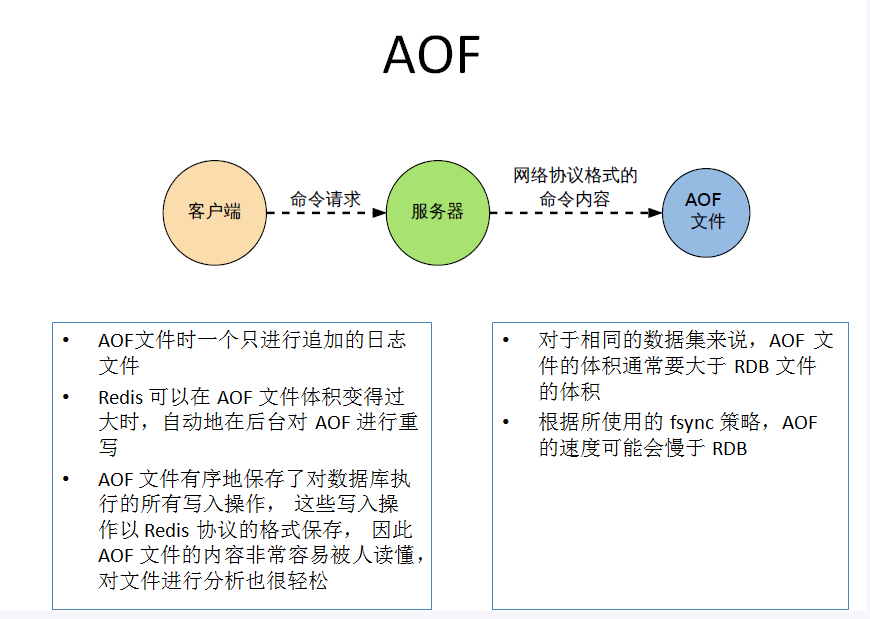 AOF
客户端
命令请求
服务器
网络协议格式的
命令内容
AOF
文件
• AOF文件时一个只进行追加的日志
文件
• Redis 可以在 AOF 文件体积变得过
大时，自动地在后台对 AOF 进行重
写
• AOF 文件有序地保存了对数据库执
行的所有写入操作， 这些写入操
作以 Redis 协议的格式保存， 因此
AOF 文件的内容非常容易被人读懂，
对文件进行分析也很轻松
• 对于相同的数据集来说，AOF 文
件的体积通常要大于 RDB 文件
的体积
• 根据所使用的 fsync 策略，AOF
的速度可能会慢于 RDB